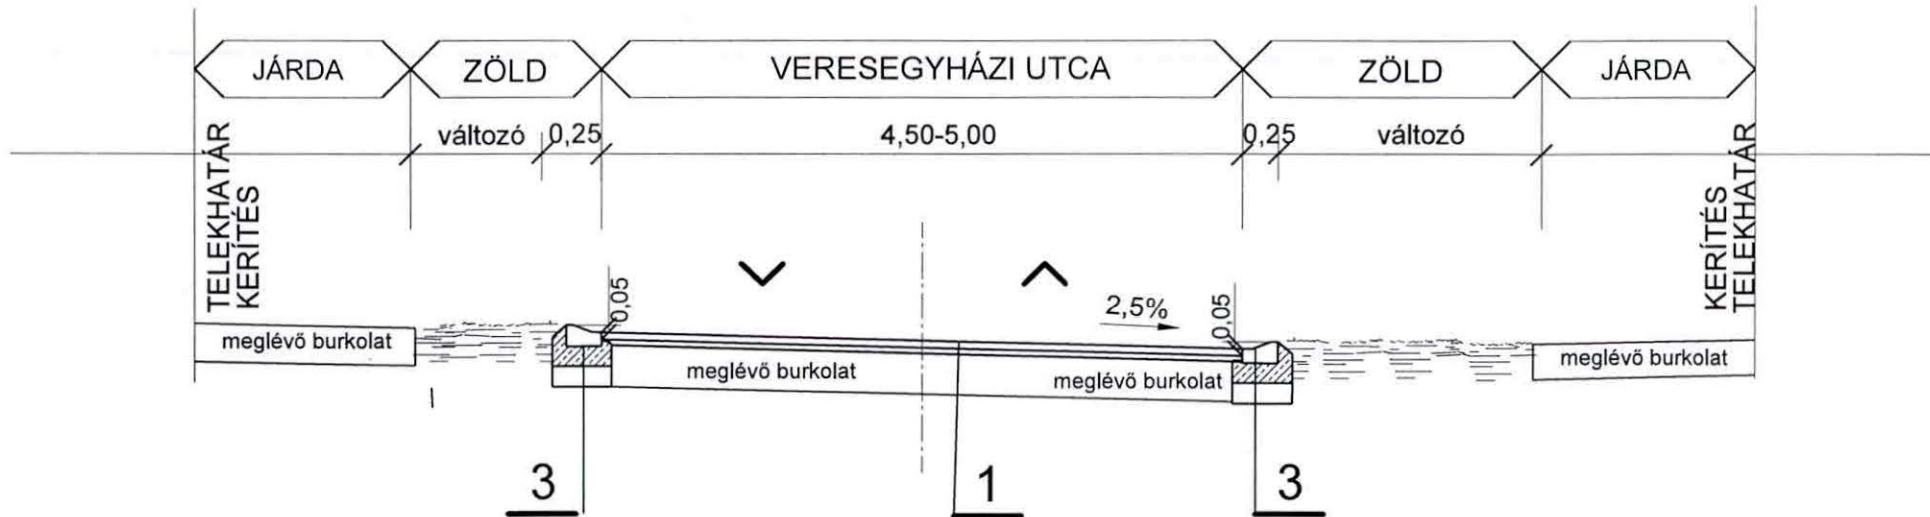 JÁRDA
ZÖLD
VERESEGYHÁZI UTCA
ZÖLD
JÁRDA
változó
0,25
4,50-5,00
0,25
változó
TELEKHATÁR
KERÍTÉS
KERÍTÉS
TELEKHATÁR
0,05
2,5%
0,05
meglévő burkolat
meglévő burkolat
meglévő burkolat
meglévő burkolat
3
1
3